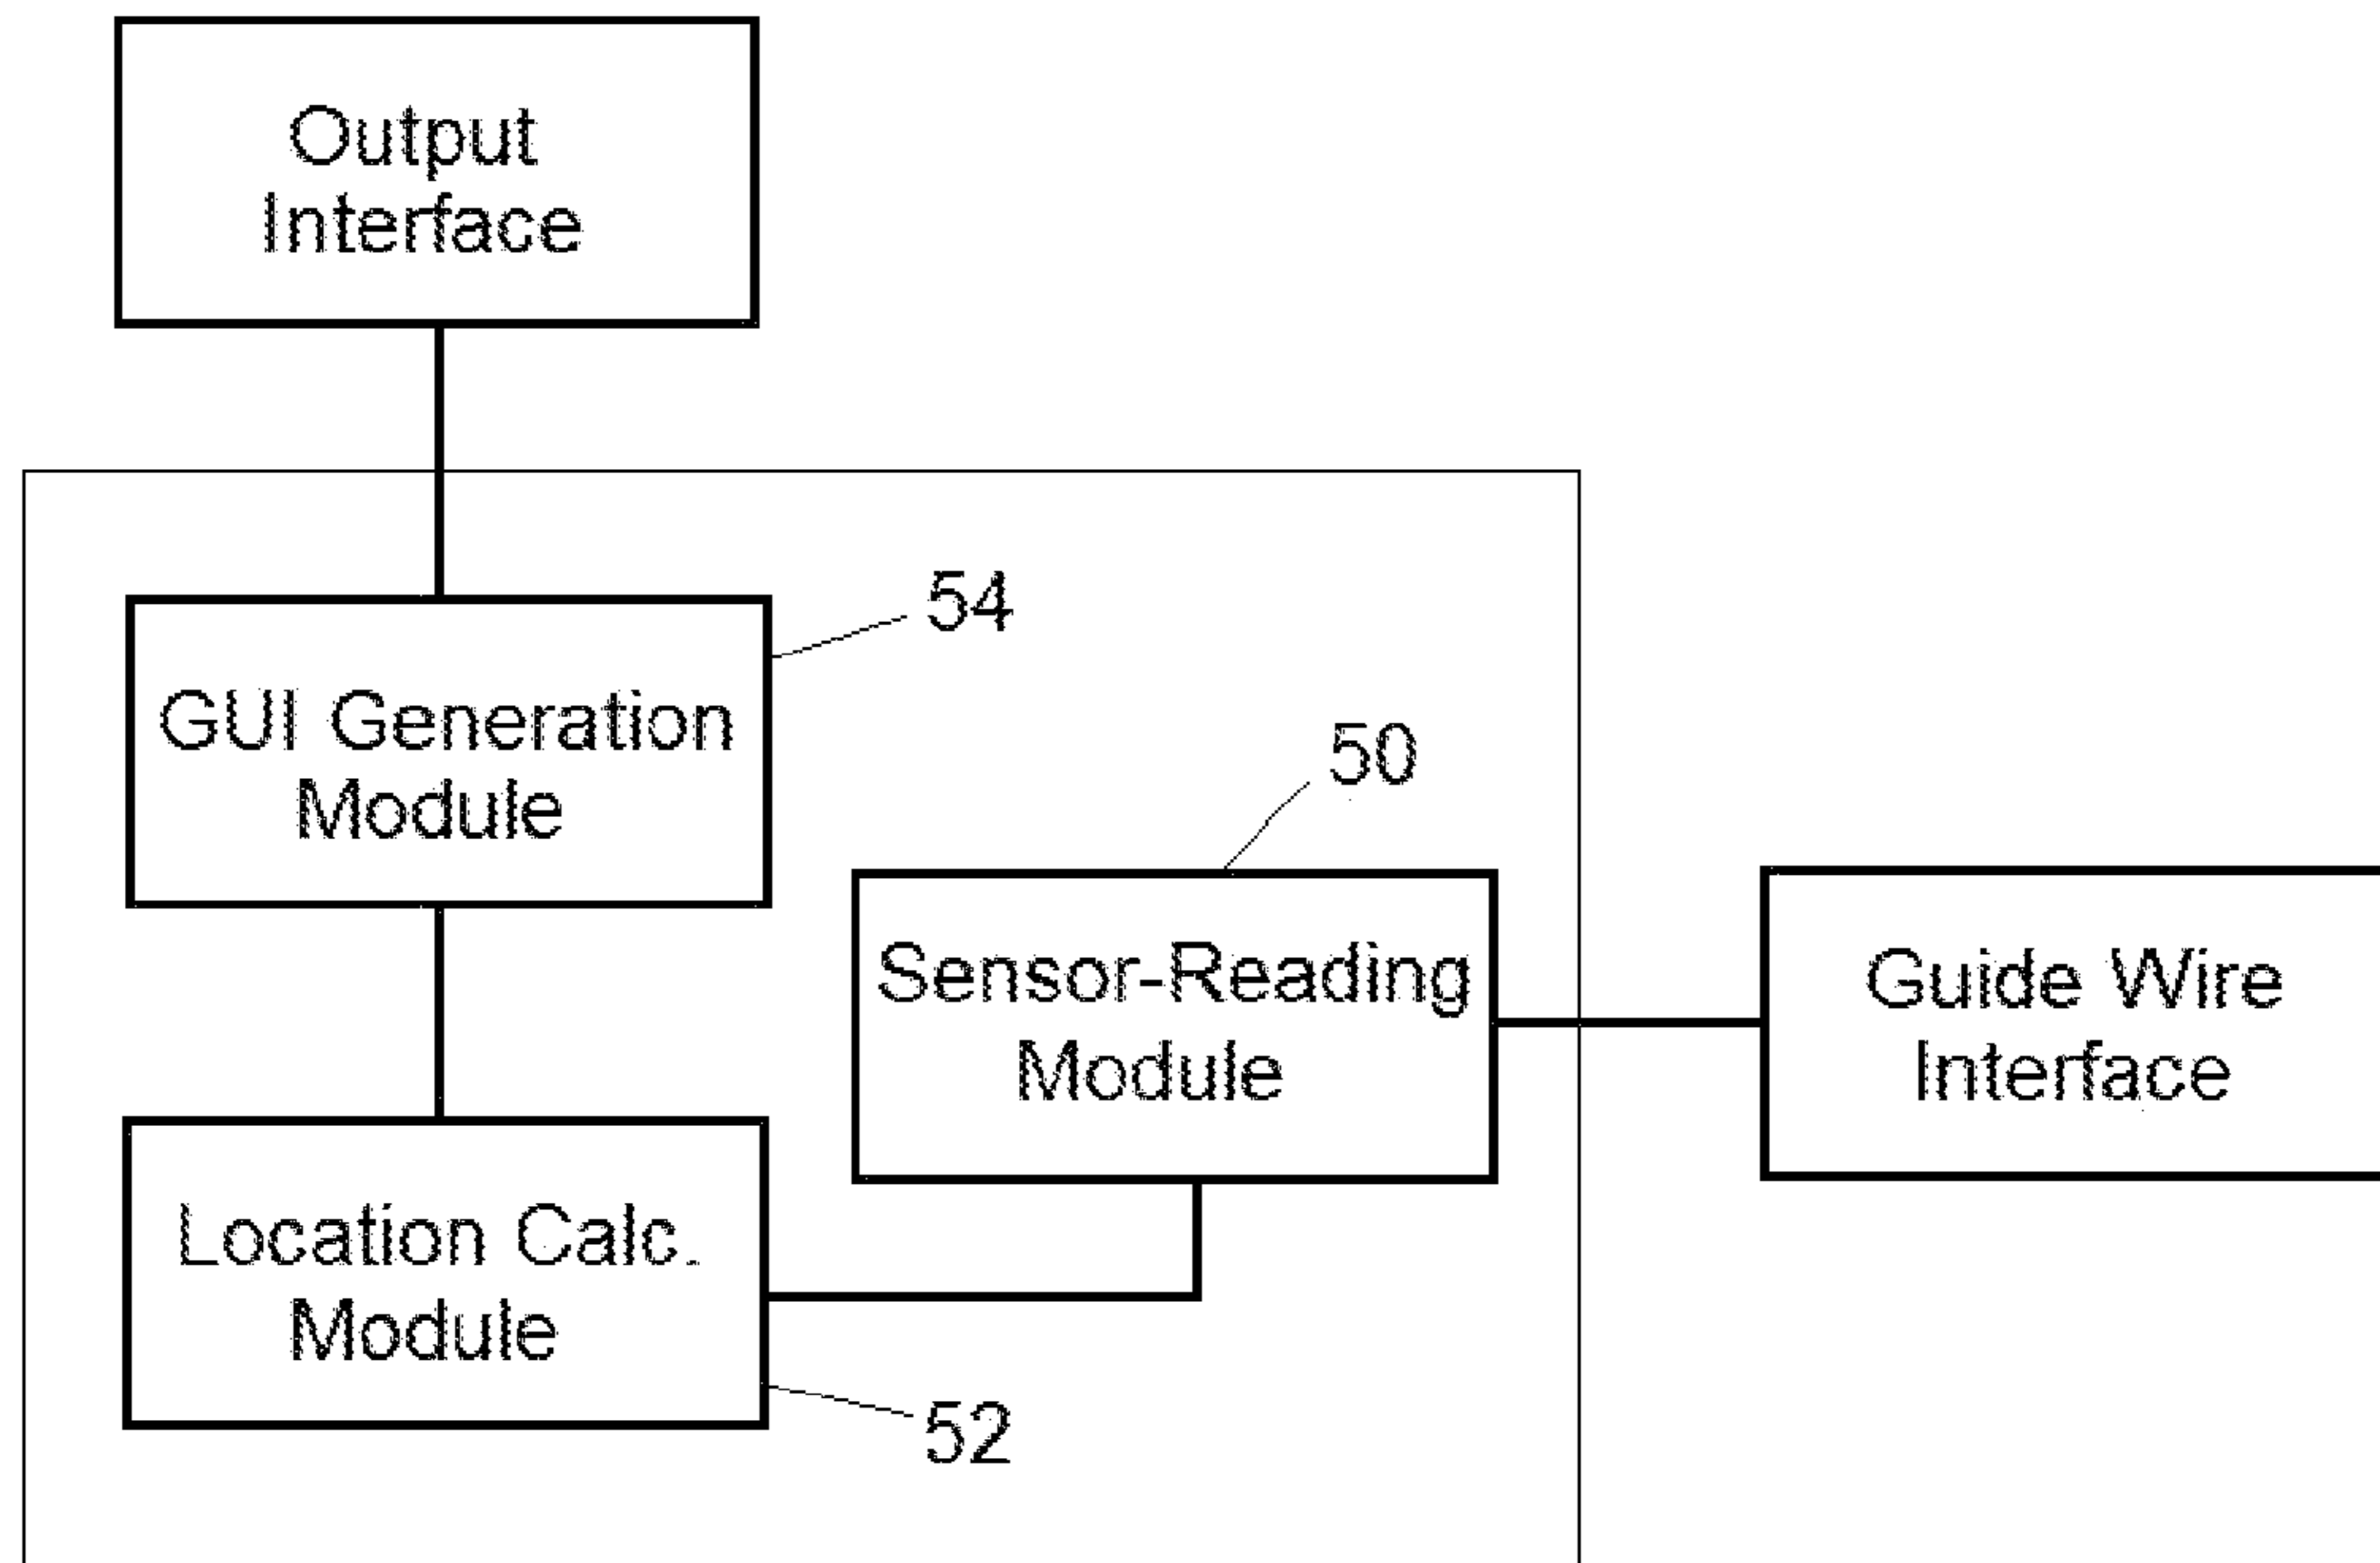 Output
Interface
54
GUI Generation
Module
50
Sensor-Reading
Module
Guide Wire
Interface
Location Calc.
Module
52